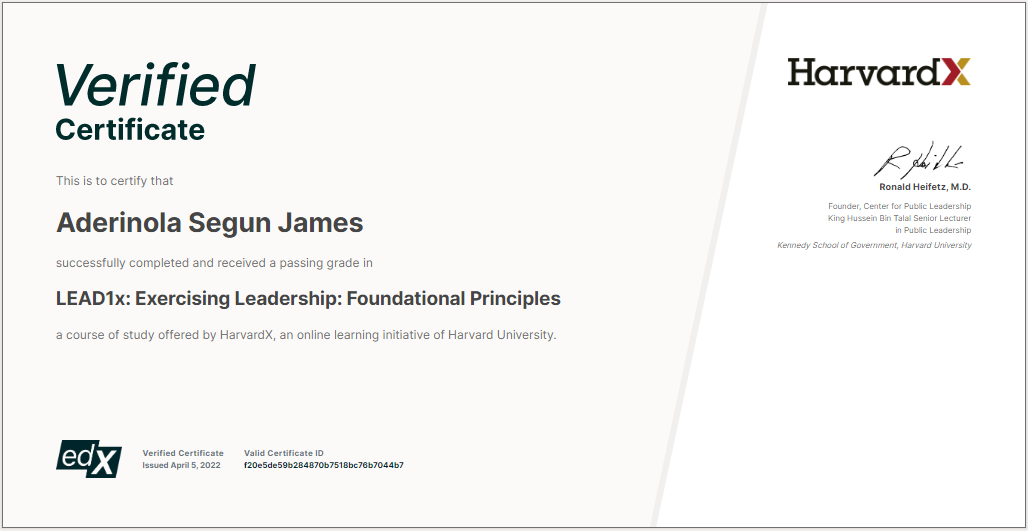 Verified
Certificate
This is to certify that
Aderinola Segun James
successfully completed and received a passing grade in
LEAD1x: Exercising Leadership: Foundational Principles
a course of study offered by HarvardX, an online learning initiative of Harvard University.
edX
Verified Certificate
Issued April 5, 2022
Valid Certificate ID
f20e5de59b284870b7518bc76b7044b7
HarvardX
Ronald Heifetz, M.D.
Founder, Center for Public Leadership
King Hussein Bin Talal Senior Lecturer
in Public Leadership
Kennedy School of Government, Harvard University